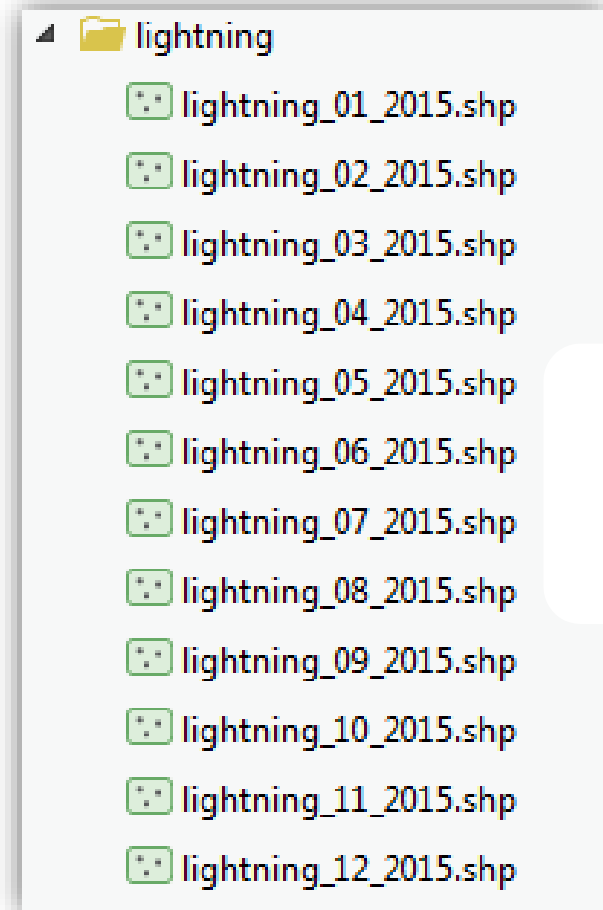 lightning
lightning_01_2015.shp
lightning_02_2015.shp
lightning_03_2015.shp
lightning_04_2015.shp
lightning_05_2015.shp
lightning_06_2015.shp
lightning_07_2015.shp
lightning_08_2015.shp
lightning_09_2015.shp
lightning_10_2015.shp
lightning_11_2015.shp
lightning_12_2015.shp